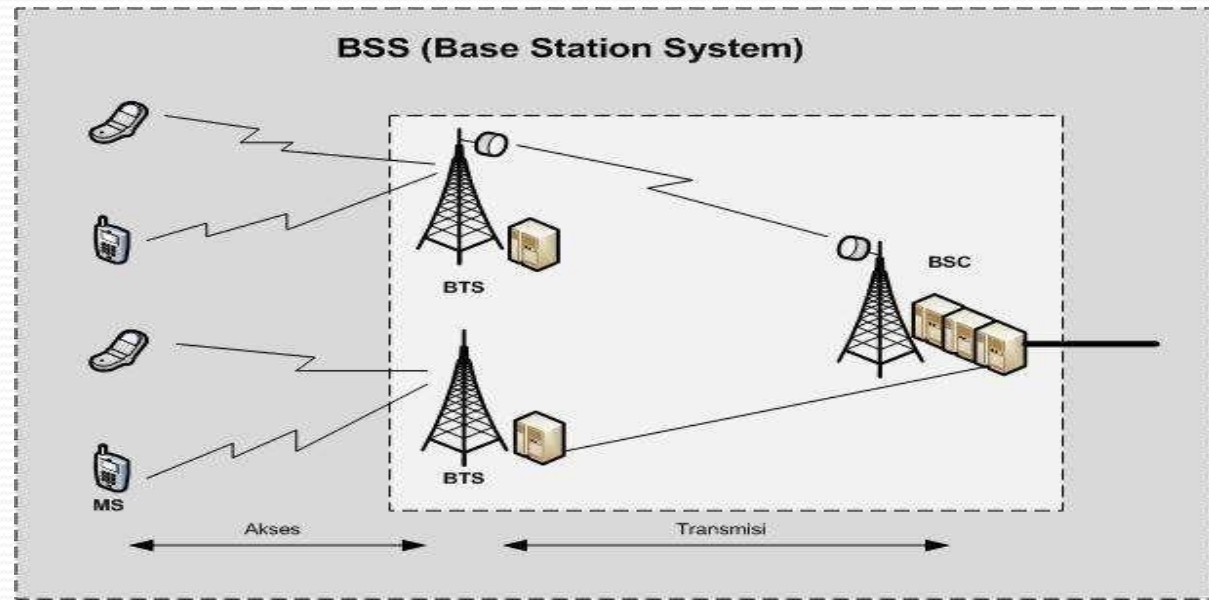 BSS (Base Station System)
BSC
BTS
BTS
MS
Akses
Transmisi